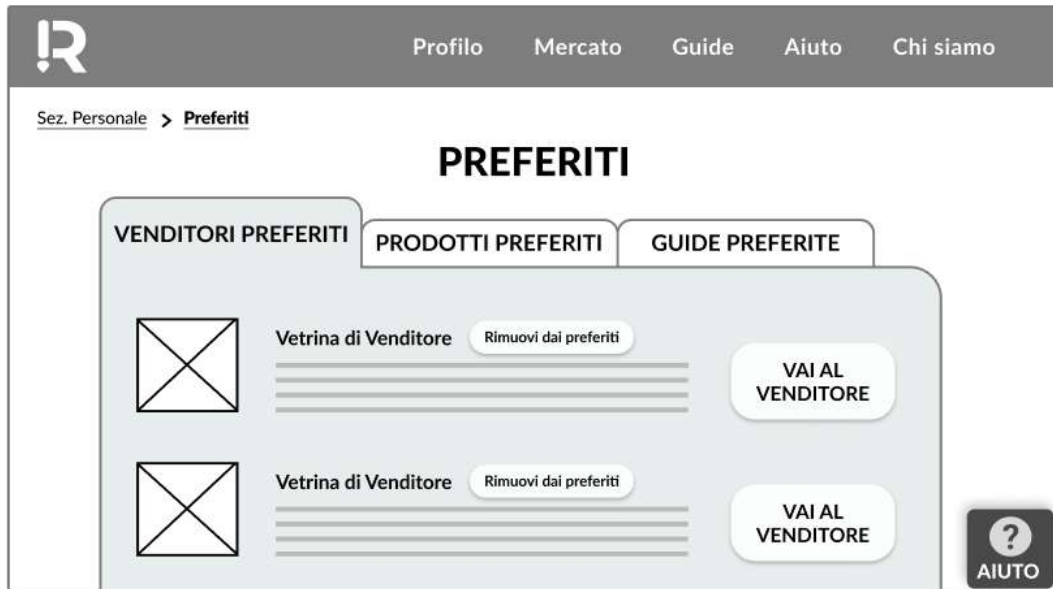 R
Profilo Mercato Guide Aiuto Chi siamo
Sez. Personale > Preferiti
PREFERITI
VENDITORI PREFERITI PRODOTTI PREFERITI GUIDE PREFERITE
Vetrina di Venditore Rimuovi dai preferiti
VAI AL
VENDITORE
Vetrina di Venditore Rimuovi dai preferiti
VAI AL
VENDITORE
?
AIUTO